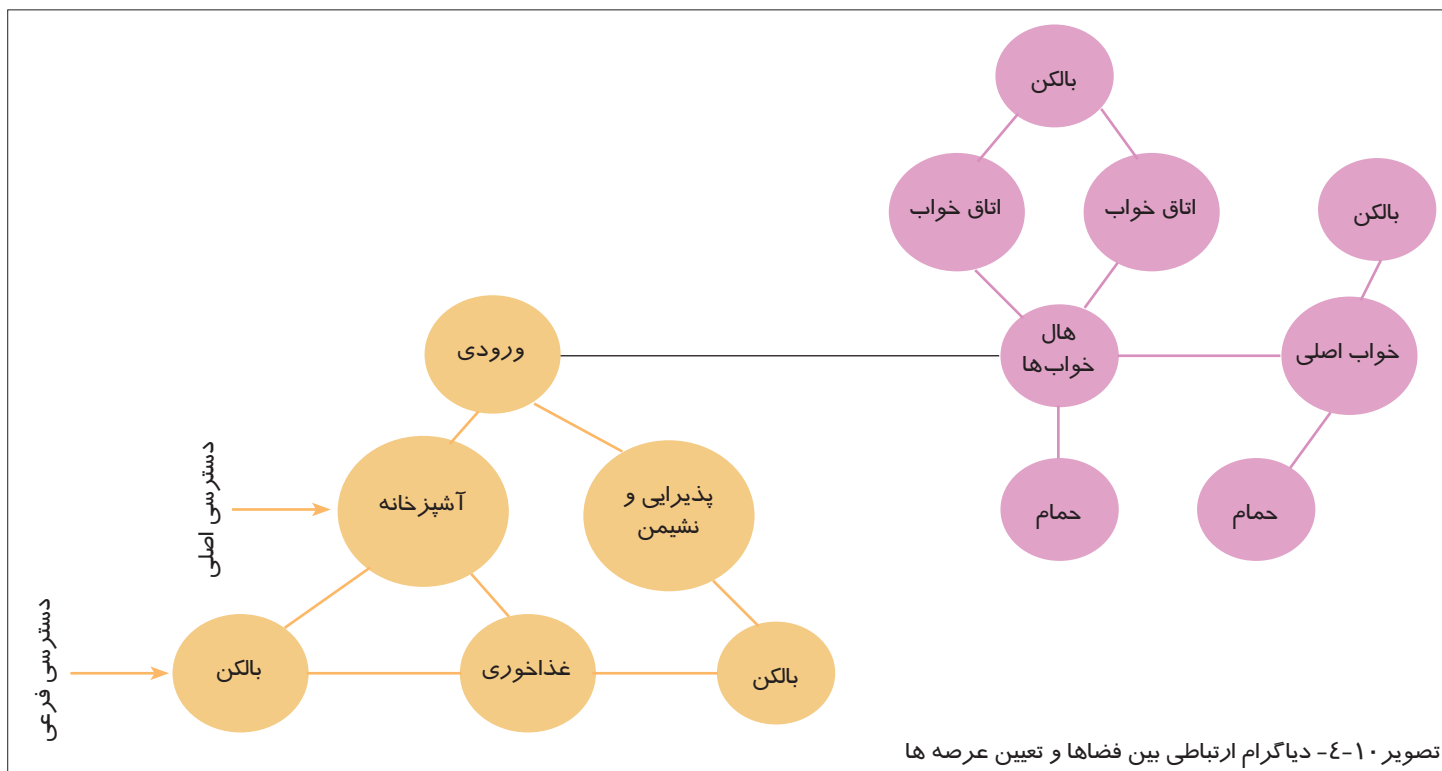 بالکن
اتاق خواب
اتاق خواب
بالکن
هال
خواب‌ها
خواب اصلی
حمام
حمام
ورودی
آشپزخانه
پذیرایی و
نشیمن
بالکن
غذاخوری
بالکن
دسترسی اصلی
دسترسی فرعی
تصویر ۱۰-٤- دیاگرام ارتباطی بین فضاها و تعیین عرصه ها